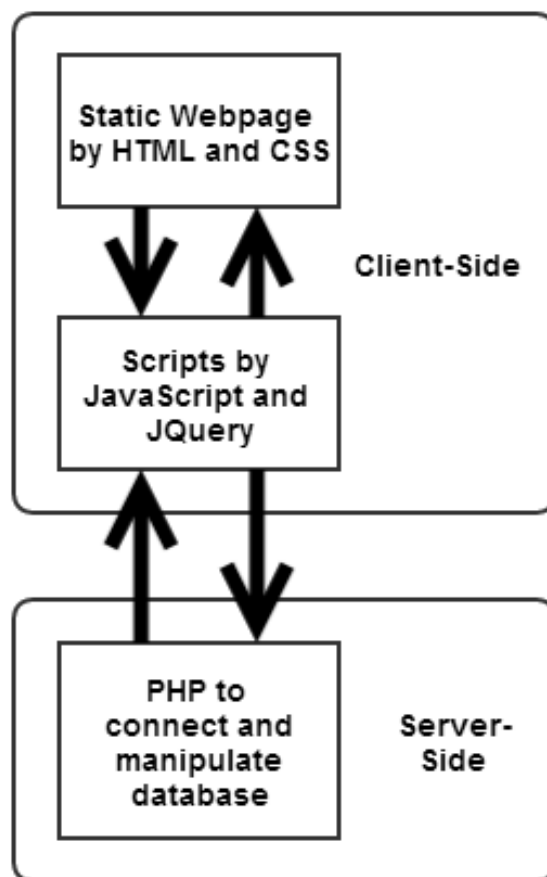 Static Webpage
by HTML and CSS
Client-Side
Scripts by
JavaScript and
JQuery
PHP to
connect and
manipulate
database
Server-
Side